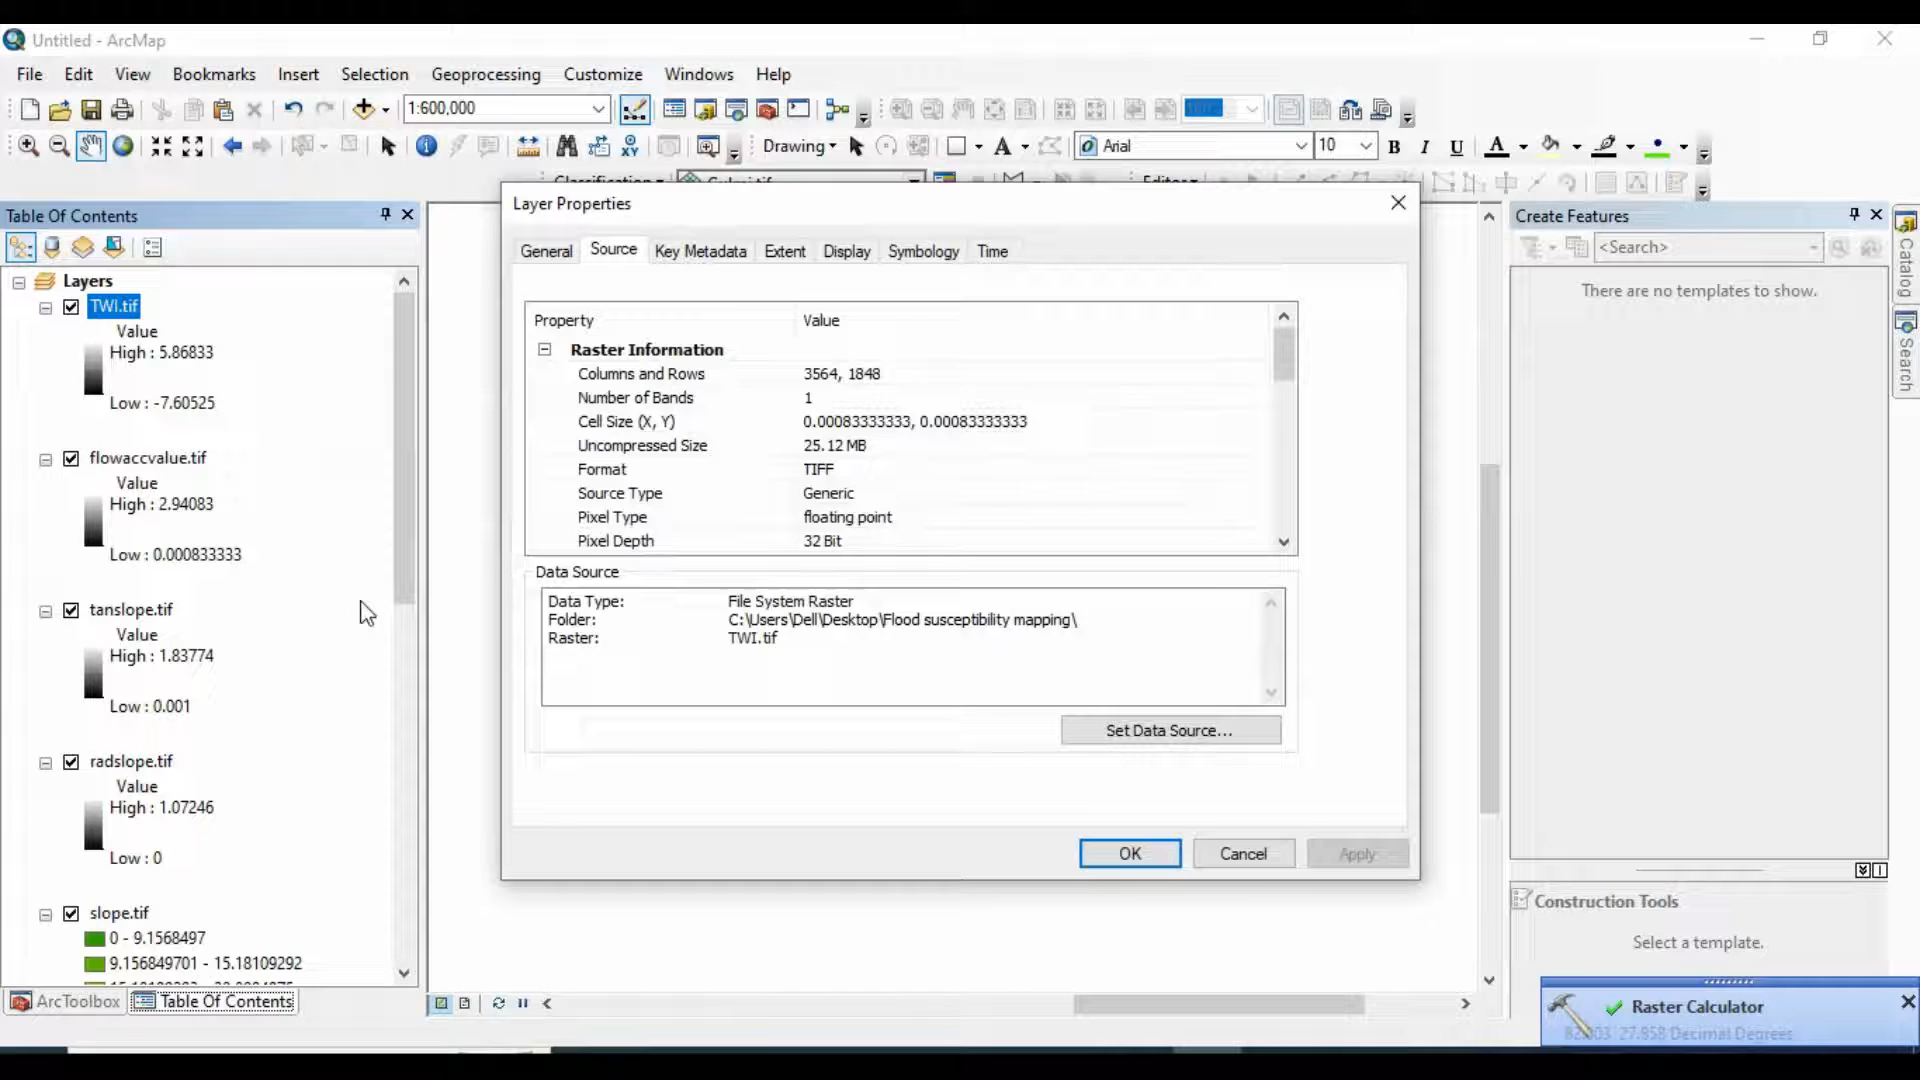 Untitled - ArcMap
File Edit View Bookmarks Insert Selection Geoprocessing Customize Windows Help
1:600,000
Drawing Arial 10 B I U A
Table Of Contents
Layers
TWI.tif
Value
High : 5.86833
Low : -7.60525
flowaccvalue.tif
Value
High : 2.94083
Low : 0.000833333
tanslope.tif
Value
High : 1.83774
Low : 0.001
radslope.tif
Value
High : 1.07246
Low : 0
slope.tif
0 - 9.1568497
9.156849701 - 15.18109292
ArcToolbox Table Of Contents
Layer Properties
General Source Key Metadata Extent Display Symbology Time
Property Value
Raster Information
Columns and Rows 3564, 1848
Number of Bands 1
Cell Size (X, Y) 0.00083333333, 0.00083333333
Uncompressed Size 25.12 MB
Format TIFF
Source Type Generic
Pixel Type floating point
Pixel Depth 32 Bit
Data Source
Data Type: File System Raster
Folder: C:\Users\Dell\Desktop\Flood susceptibility mapping\
Raster: TWI.tif
Set Data Source...
OK Cancel Apply
Create Features
<Search>
There are no templates to show.
Construction Tools
Select a template.
Catalog
Search
Raster Calculator
Decimal Degrees